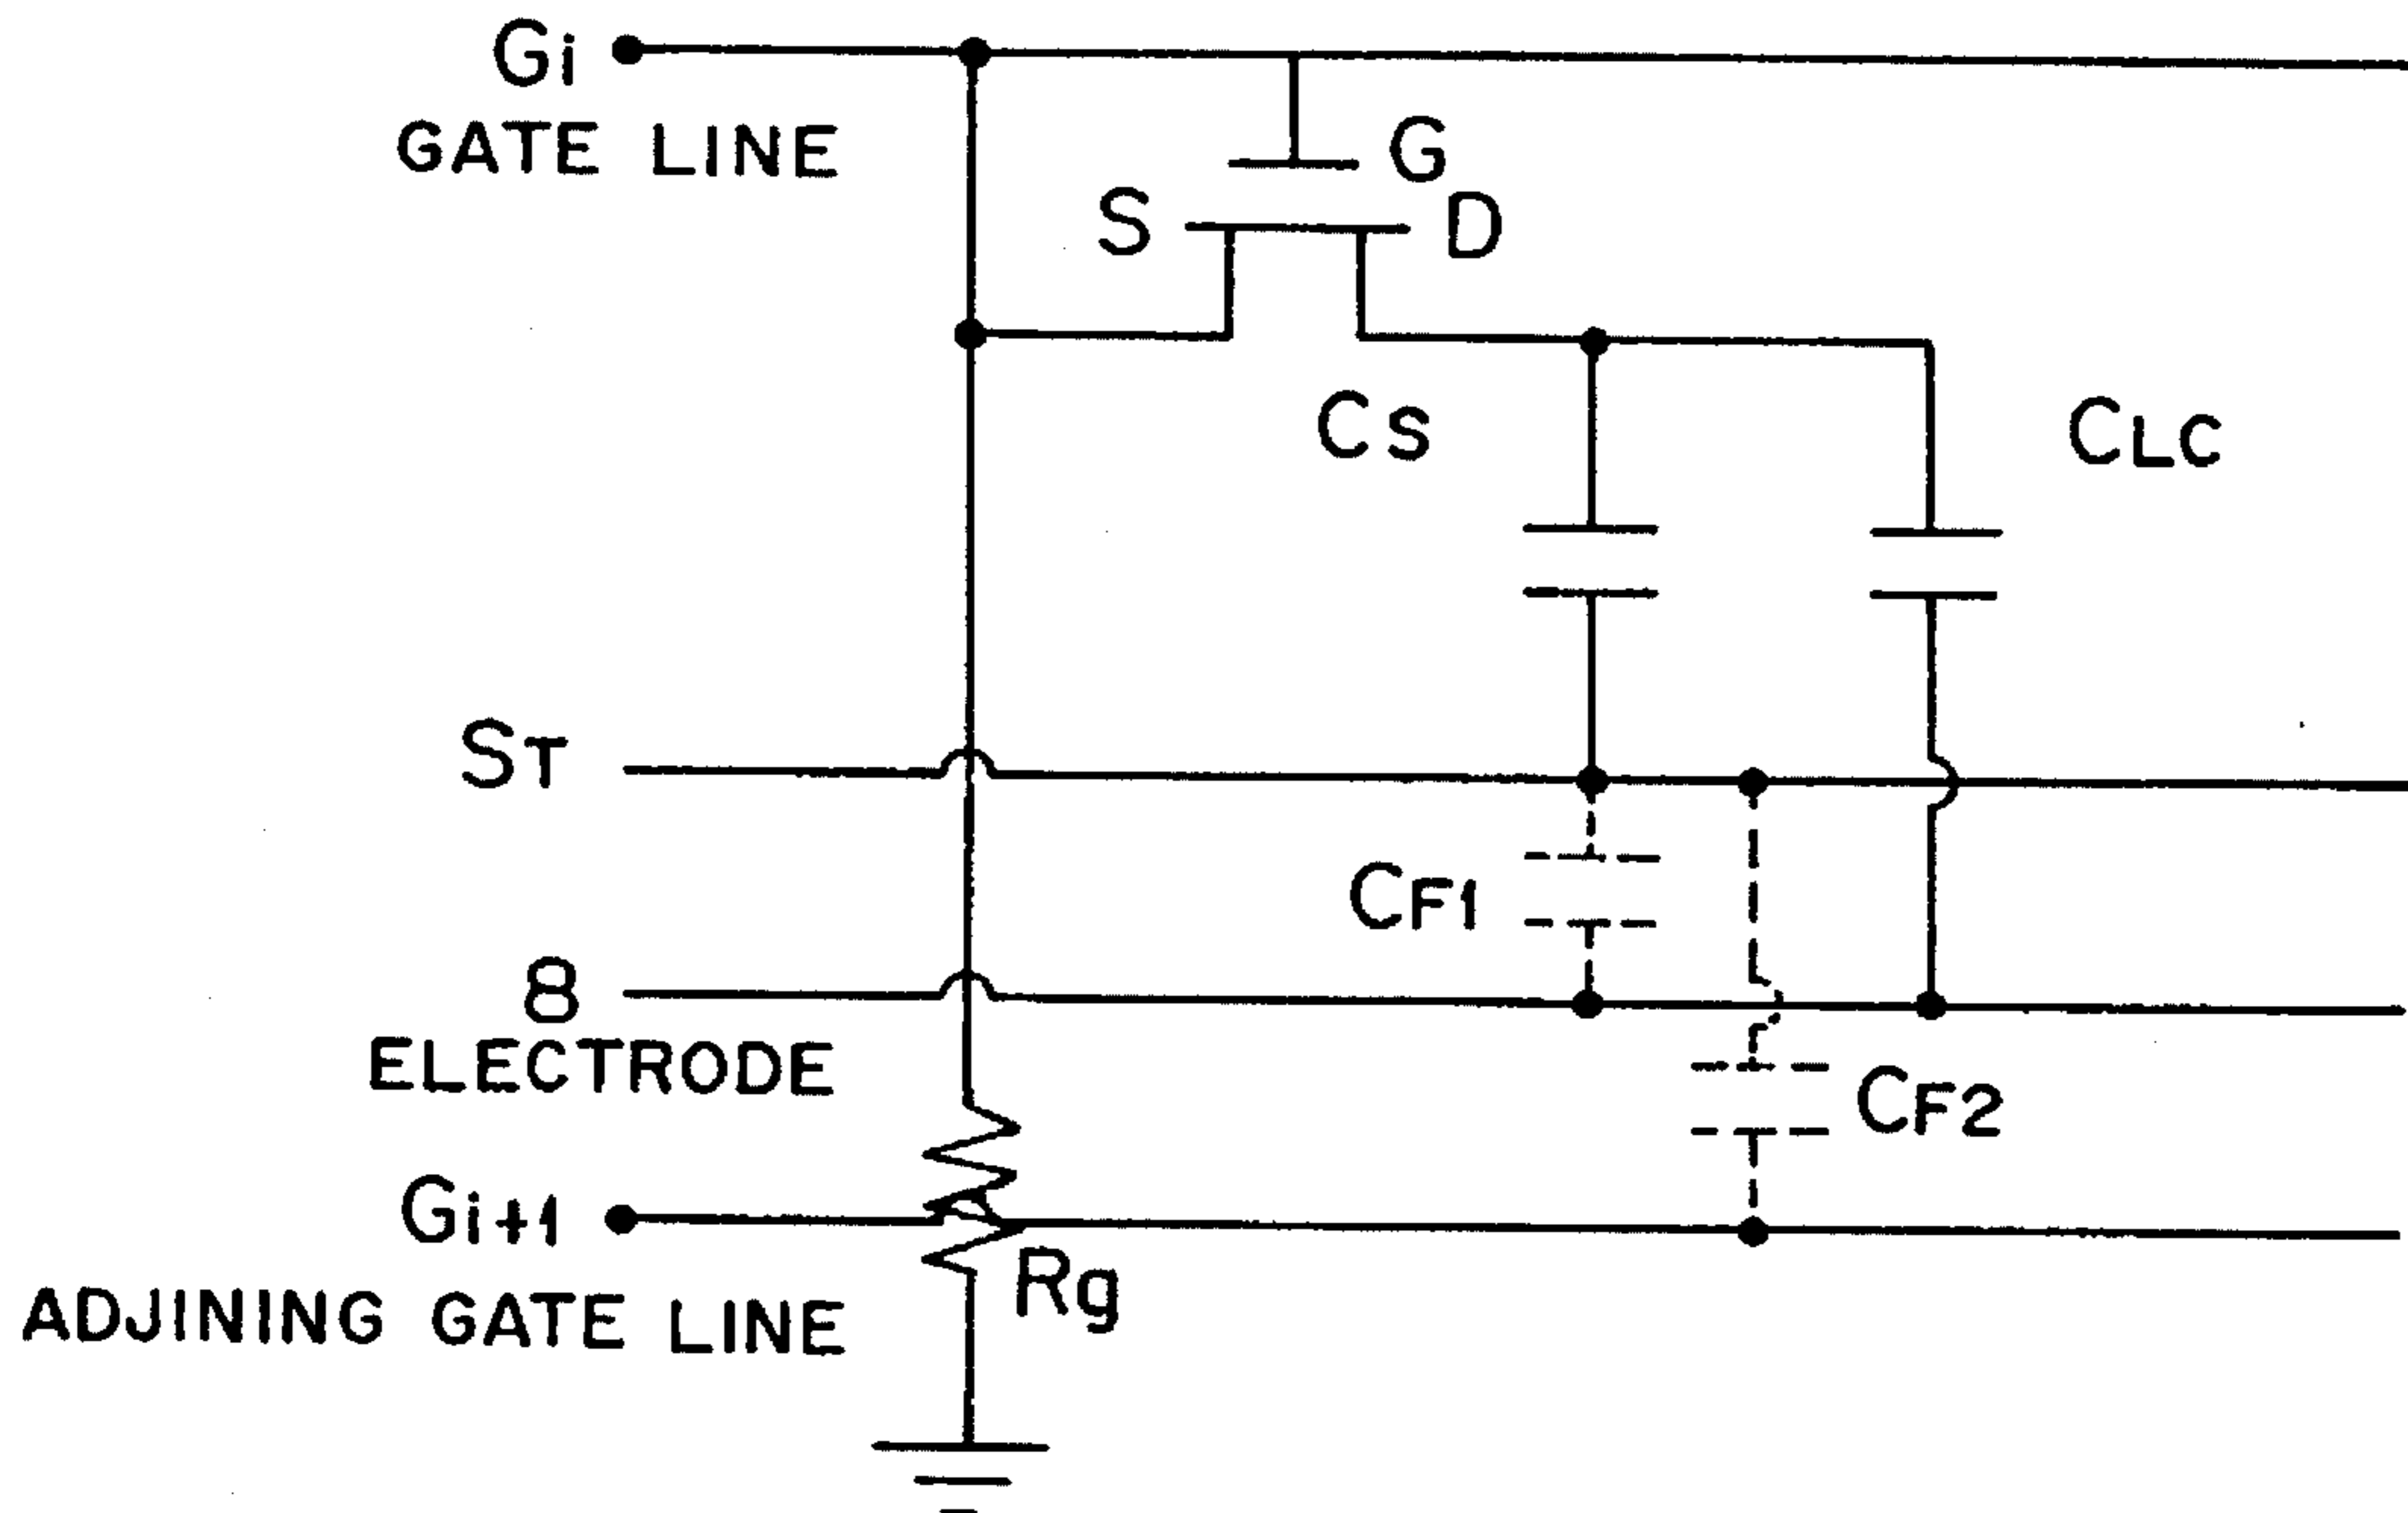 Gi
GATE LINE
G
S
D
CS
CLC
ST
CF1
8
ELECTRODE
CF2
Gi+1
Rg
ADJINING GATE LINE